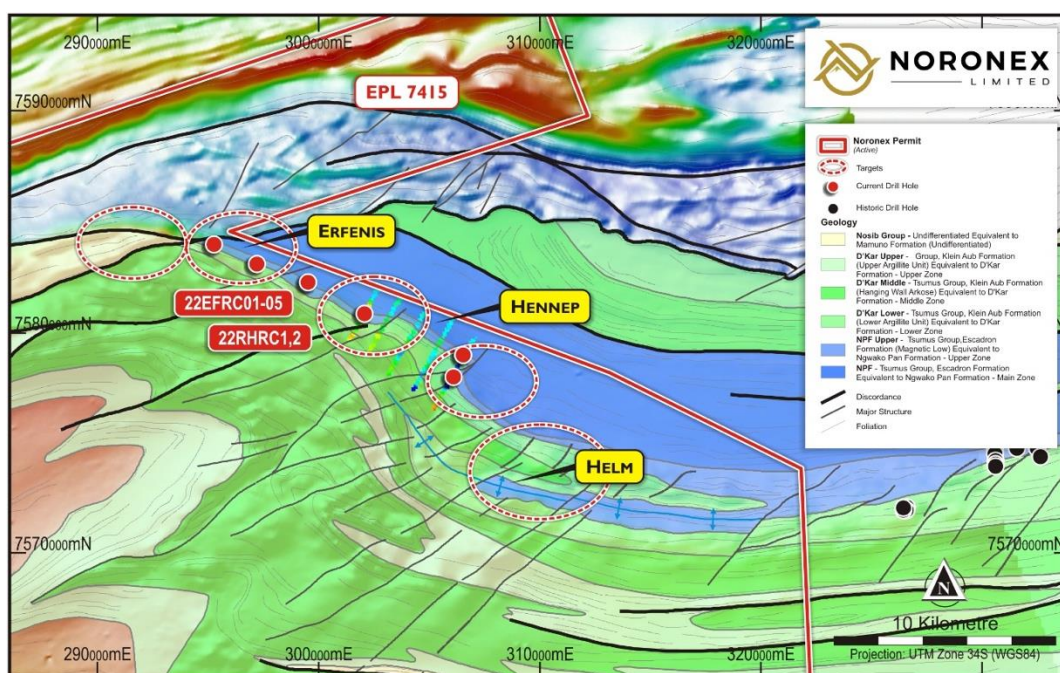 290000mE
300000mE
310000mE
320000mE
NORONEX
LIMITED
EPL 7415
7590000mN
Noronex Permit
(Active)
Targets
Current Drill Hole
Historic Drill Hole
Geology
Nosib Group - Undifferentiated Equivalent to
Mamuno Formation (Undifferentiated)
D'Kar Upper - Group, Klein Aub Formation
(Upper Argillite Unit) Equivalent to D'Kar
Formation - Upper Zone
D'Kar Middle - Tsumus Group, Klein Aub Formation
(Hanging Wall Arkose) Equivalent to D'Kar
Formation - Middle Zone
D'Kar Lower - Tsumus Group, Klein Aub Formation
(Lower Argillite Unit) Equivalent to D'Kar
Formation - Lower Zone
NPF Upper - Tsumus Group,Escadron
Formation (Magnetic Low) Equivalent to
Ngwako Pan Formation - Upper Zone
NPF - Tsumus Group, Escadron Formation
Equivalent to Ngwako Pan Formation - Main Zone
Discordance
Major Structure
Foliation
ERFENIS
22EFRC01-05
HENNEP
22RHRC1,2
7580000mN
HELM
7570000mN
7570000mN
N
10 Kilometre
Projection: UTM Zone 34S (WGS84)
290000mE
300000mE
310000mE
320000mE